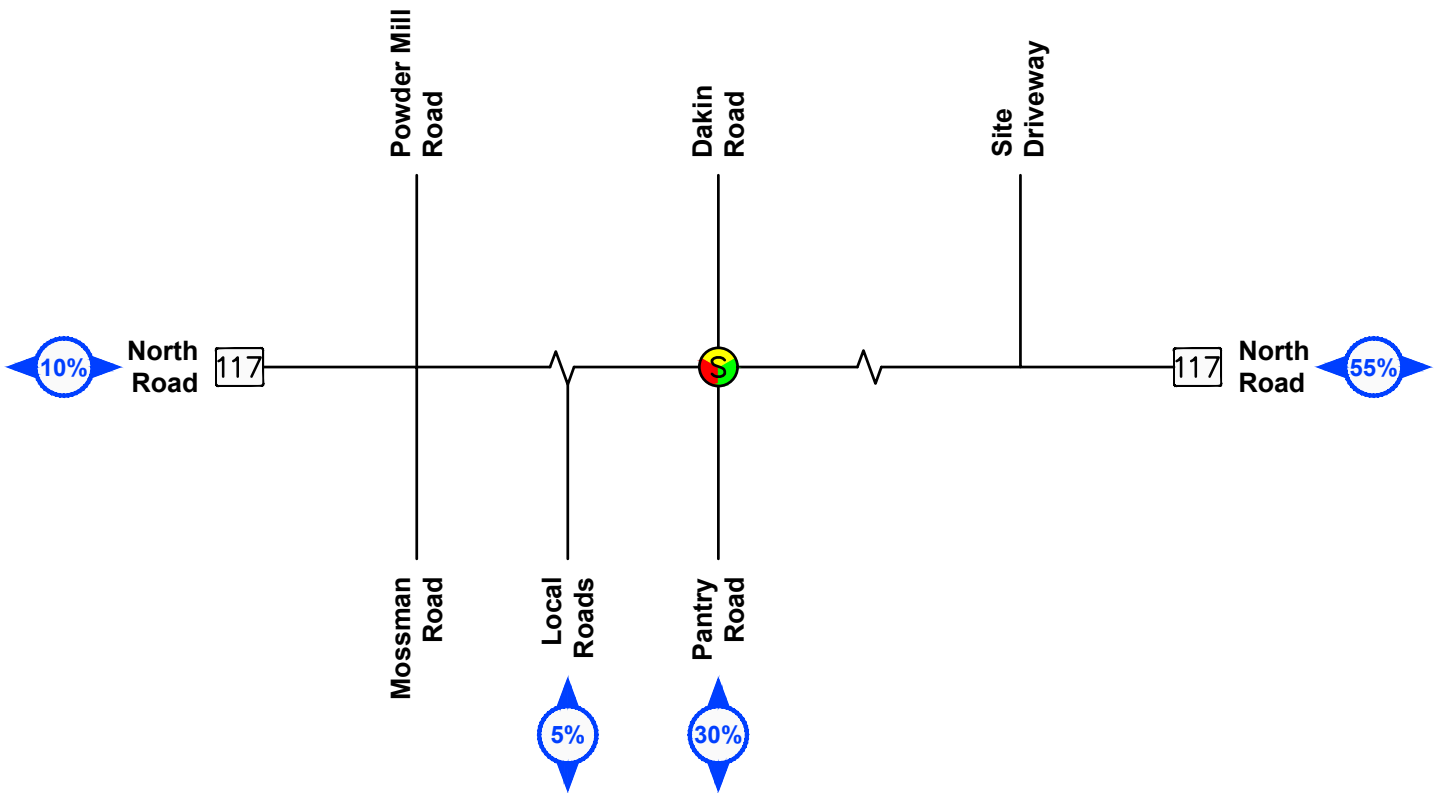 Powder Mill
Road
Dakin
Road
Site
Driveway
10%
North
Road
117
S
117
North
Road
55%
Mossman
Road
Local
Roads
Pantry
Road
5%
30%